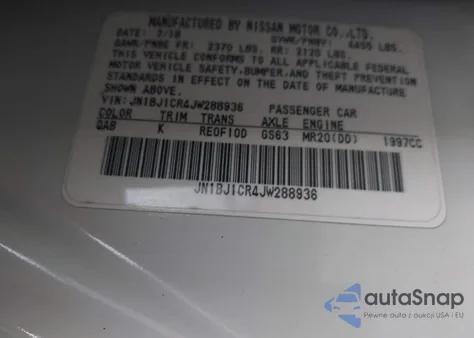 MANUFACTURED BY NISSAN MOTOR CO., LTD.
DATE: 2/18 GVWR/PNBV: 4455 LBS.
GAWR/PNBE FR: 2370 LBS. RR: 2125 LBS.
THIS VEHICLE CONFORMS TO ALL APPLICABLE FEDERAL
MOTOR VEHICLE SAFETY, BUMPER, AND THEFT PREVENTION
STANDARDS IN EFFECT ON THE DATE OF MANUFACTURE
SHOWN ABOVE.
VIN: JN1BJ1CR4JW288936 PASSENGER CAR
COLOR TRIM TRANS AXLE ENGINE
QAB K RE0F10D GS63 MR20(DD) 1997CC
JN1BJ1CR4JW288936
autoSnap
Pewne auta z aukcji USA i EU